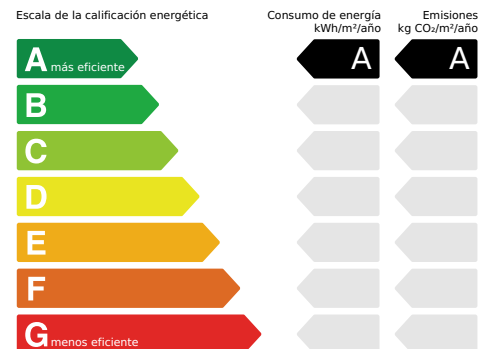 Escala de la calificación energética
Consumo de energía
kWh/m²/año
Emisiones
kg CO₂/m²/año
A más eficiente
A
A
B
C
D
E
F
G menos eficiente